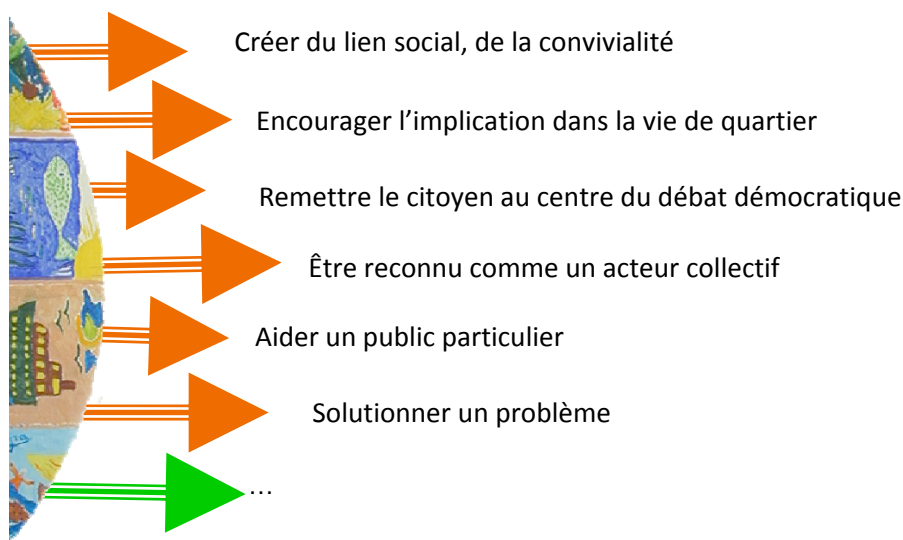 Créer du lien social, de la convivialité
Encourager l’implication dans la vie de quartier
Remettre le citoyen au centre du débat démocratique
Être reconnu comme un acteur collectif
Aider un public particulier
Solutionner un problème
…